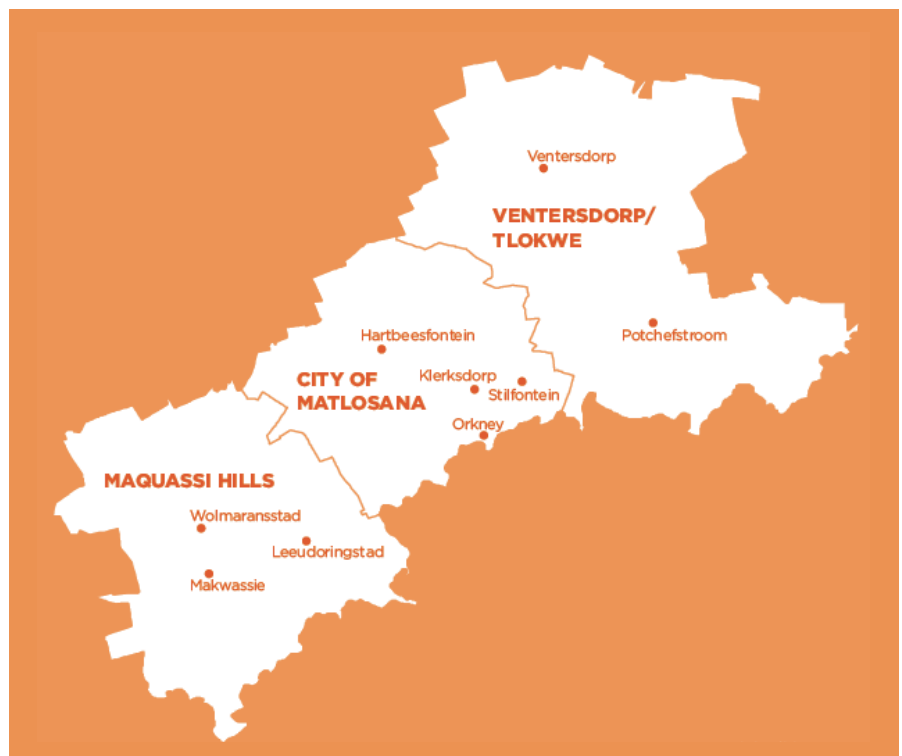 Ventersdorp
VENTERSDORP/
TLOKWE
Potchefstroom
Hartbeesfontein
CITY OF
MATLOSANA
Klerksdorp
Stilfontein
Orkney
MAQUASSI HILLS
Wolmaransstad
Leeudoringstad
Makwassie